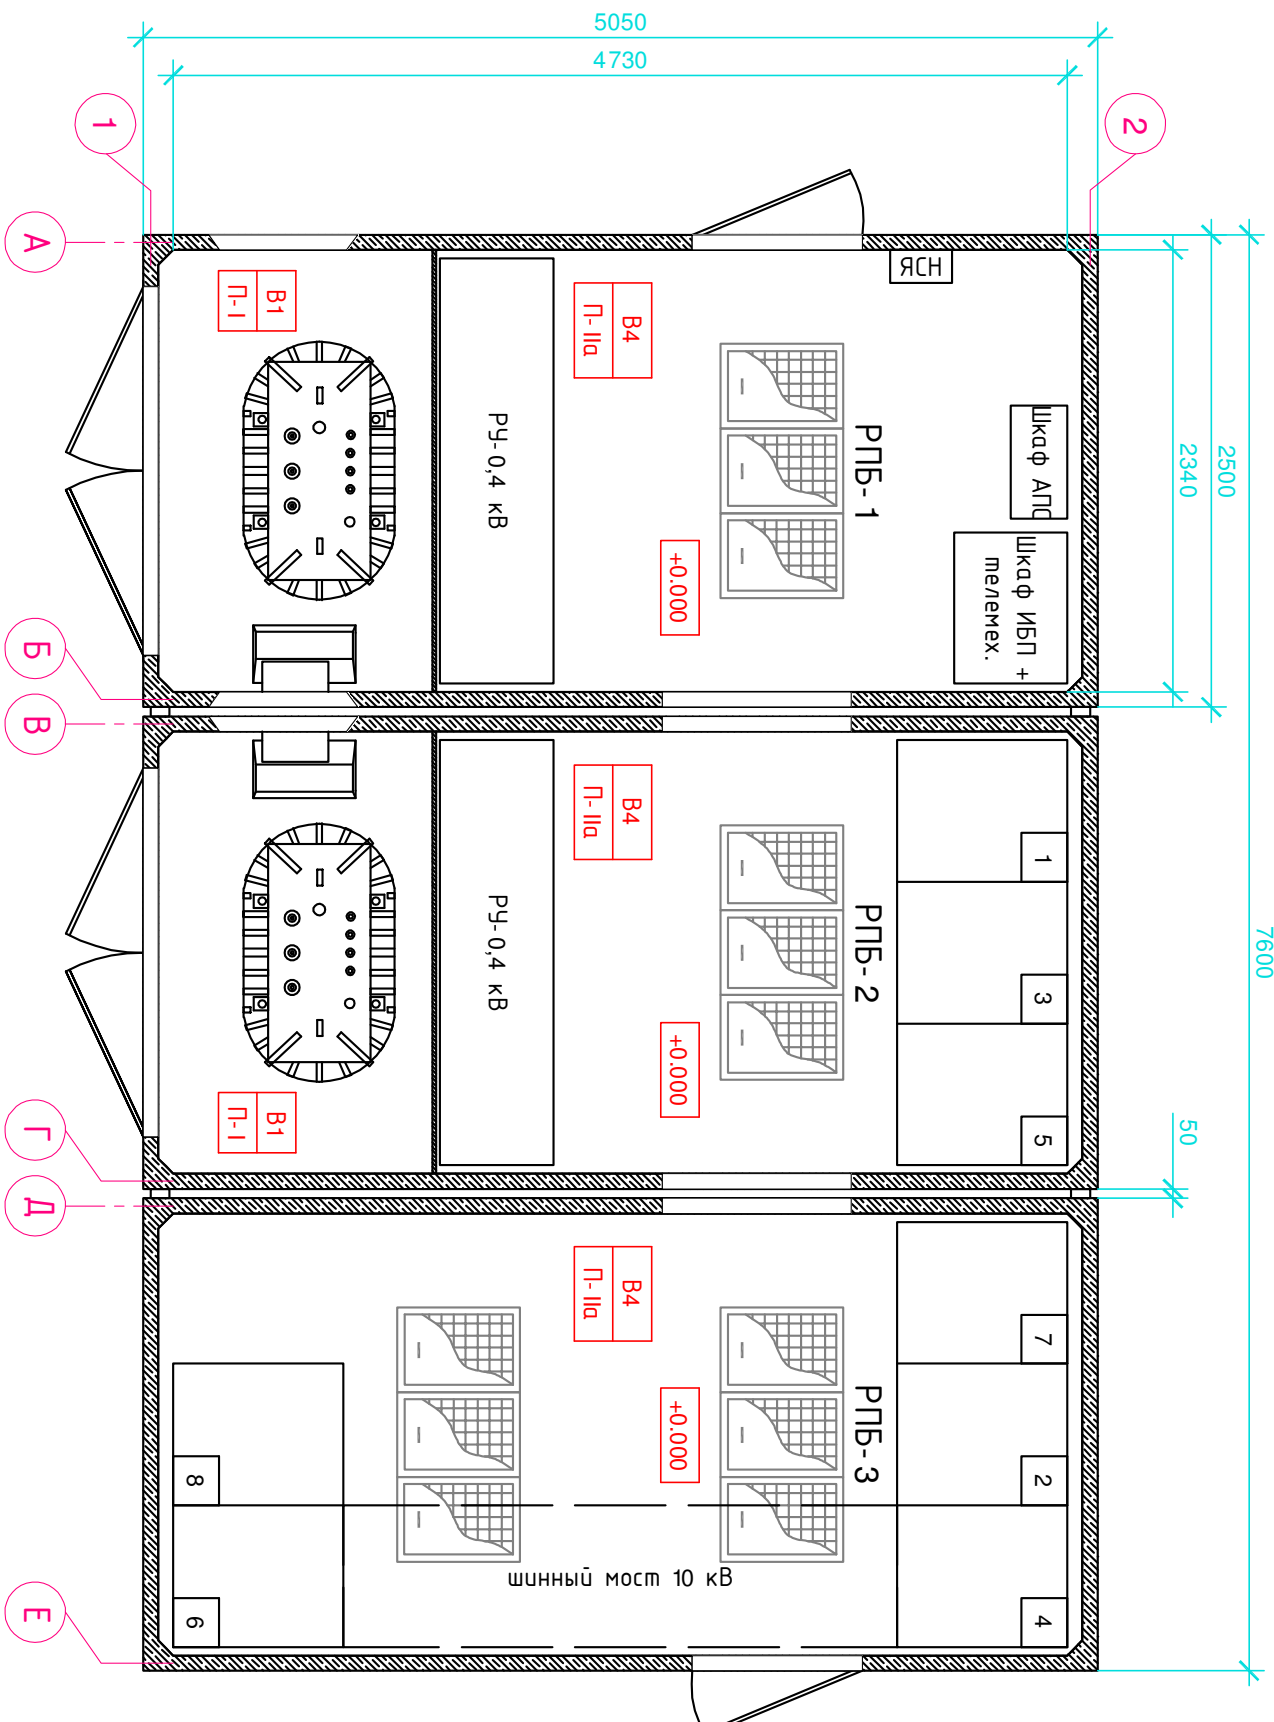 5050
4730
1
2
А
Б
В
Г
Д
Е
2340
2500
7600
50
ЯСН
В1
П-I
В4
П-IIа
РУ-0,4 кВ
РПБ-1
+0.000
Шкаф АПС
Шкаф ИБП +
телемех.
В4
П-IIа
РУ-0,4 кВ
РПБ-2
+0.000
В1
П-I
1
3
5
В4
П-IIа
РПБ-3
+0.000
7
2
4
8
6
шинный мост 10 кВ